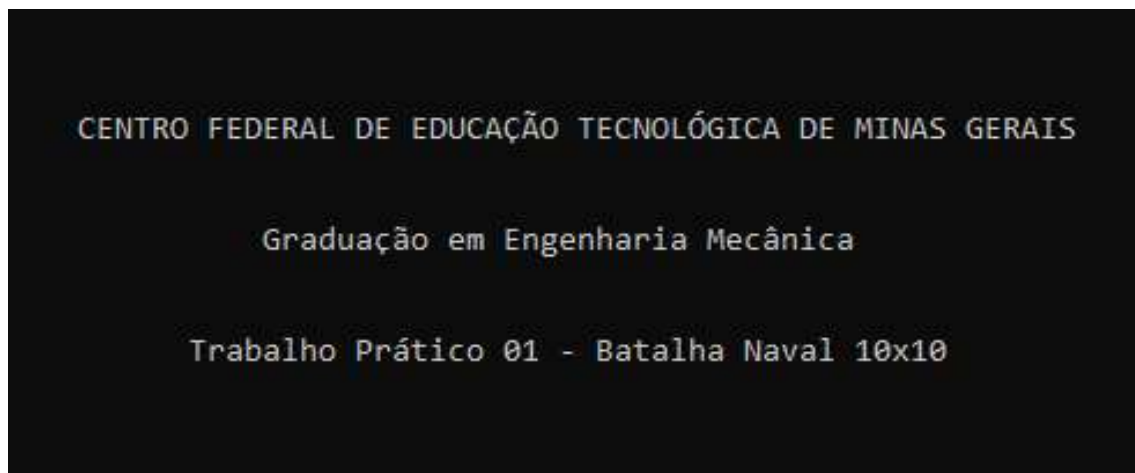 CENTRO FEDERAL DE EDUCAÇÃO TECNOLÓGICA DE MINAS GERAIS
Graduação em Engenharia Mecânica
Trabalho Prático 01 - Batalha Naval 10x10